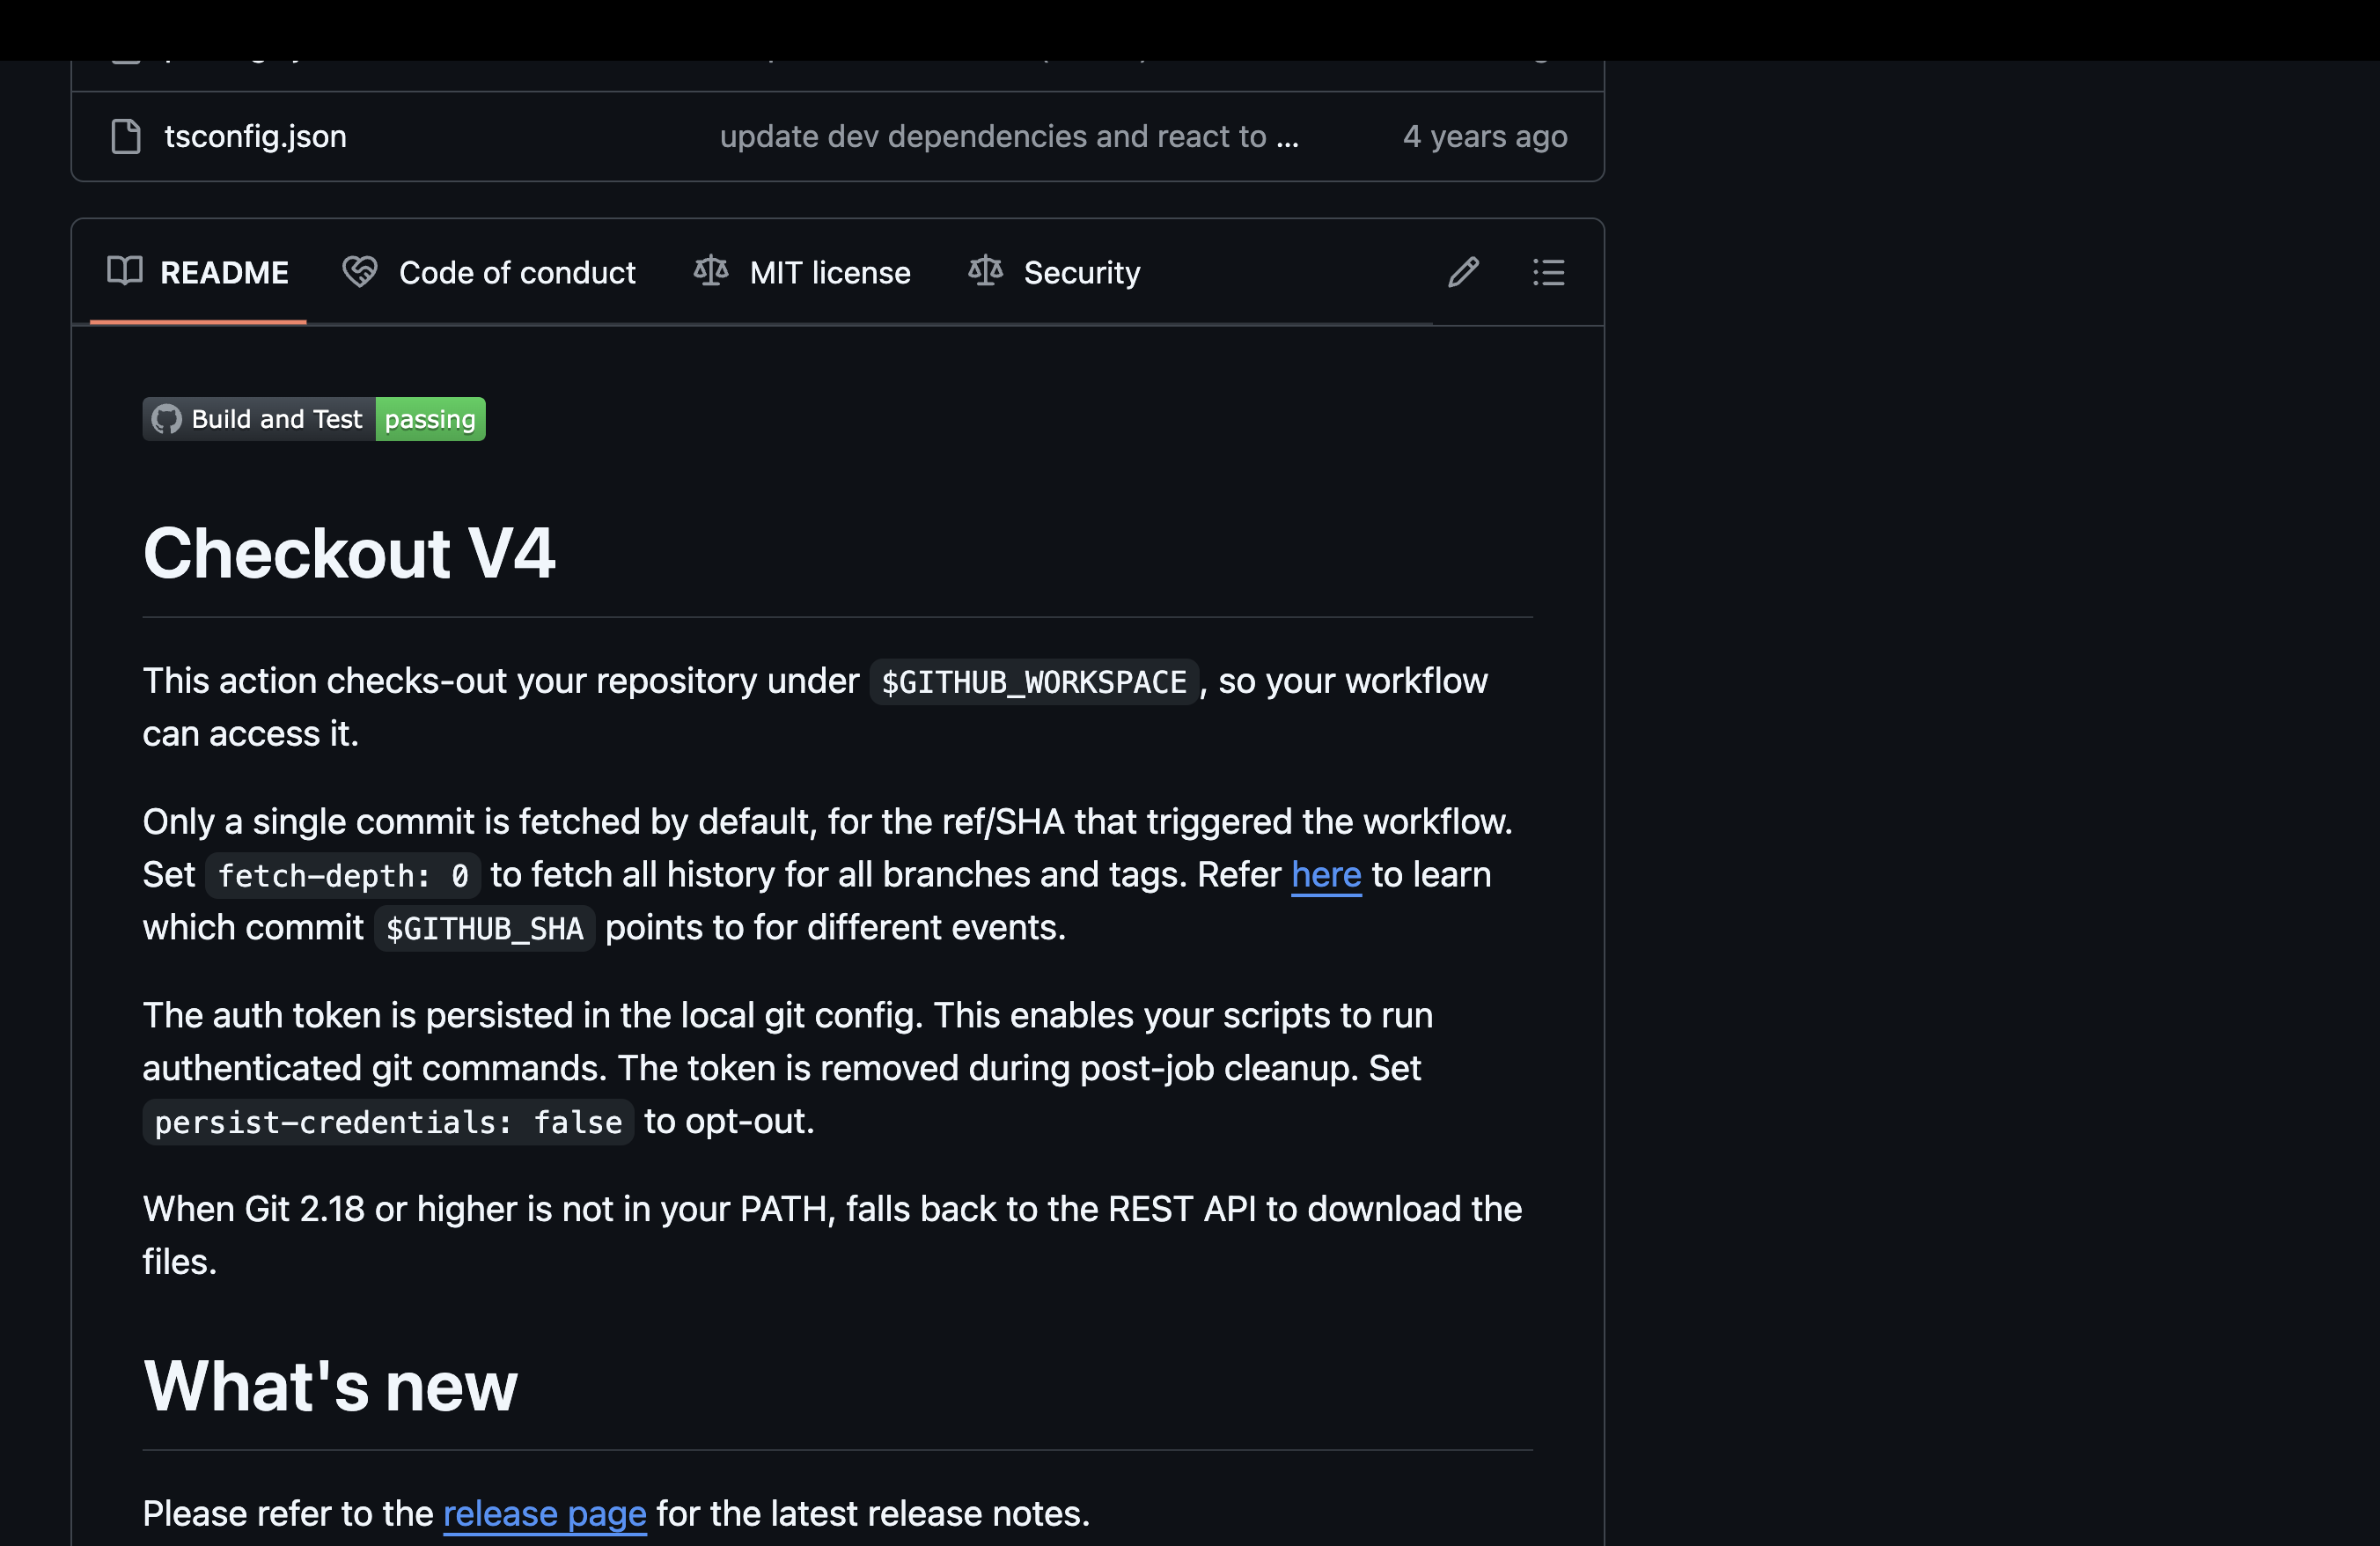 tsconfig.json update dev dependencies and react to ... 4 years ago
README Code of conduct MIT license Security
Build and Test passing
Checkout V4
This action checks-out your repository under $GITHUB_WORKSPACE, so your workflow
can access it.
Only a single commit is fetched by default, for the ref/SHA that triggered the workflow.
Set fetch-depth: 0 to fetch all history for all branches and tags. Refer here to learn
which commit $GITHUB_SHA points to for different events.
The auth token is persisted in the local git config. This enables your scripts to run
authenticated git commands. The token is removed during post-job cleanup. Set
persist-credentials: false to opt-out.
When Git 2.18 or higher is not in your PATH, falls back to the REST API to download the
files.
What's new
Please refer to the release page for the latest release notes.